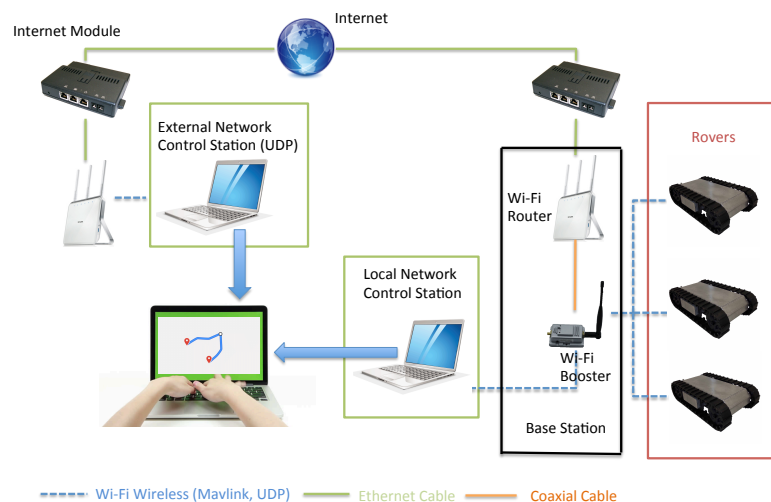 Internet
Internet Module
External Network
Control Station (UDP)
Rovers
Wi-Fi
Router
Local Network
Control Station
Wi-Fi
Booster
Base Station
Wi-Fi Wireless (Mavlink, UDP)
Ethernet Cable
Coaxial Cable